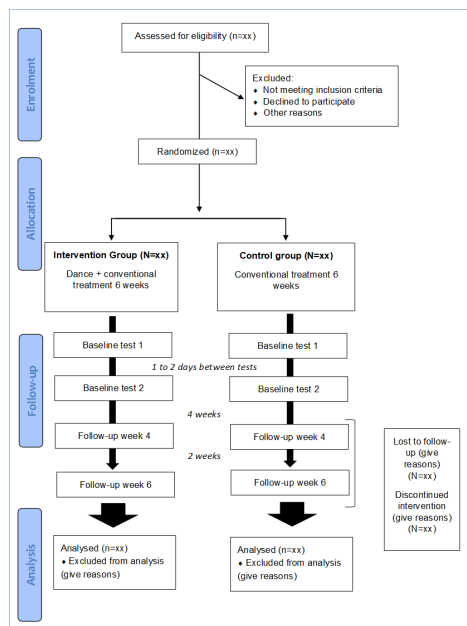 Enrolment
Assessed for eligibility (n=xx)
Excluded:
♦ Not meeting inclusion criteria
♦ Declined to participate
♦ Other reasons
Randomized (n=xx)
Allocation
Intervention Group (N=xx)
Dance + conventional
treatment 6 weeks
Control group (N=xx)
Conventional treatment 6
weeks
Follow-up
Baseline test 1
Baseline test 1
1 to 2 days between tests
Baseline test 2
Baseline test 2
4 weeks
Follow-up week 4
Follow-up week 4
2 weeks
Follow-up week 6
Follow-up week 6
Lost to follow-
up (give
reasons)
(N=xx)
Discontinued
intervention
(give reasons)
(N=xx)
Analysis
Analysed (n=xx)
♦ Excluded from analysis
(give reasons)
Analysed (n=xx)
♦ Excluded from analysis
(give reasons)